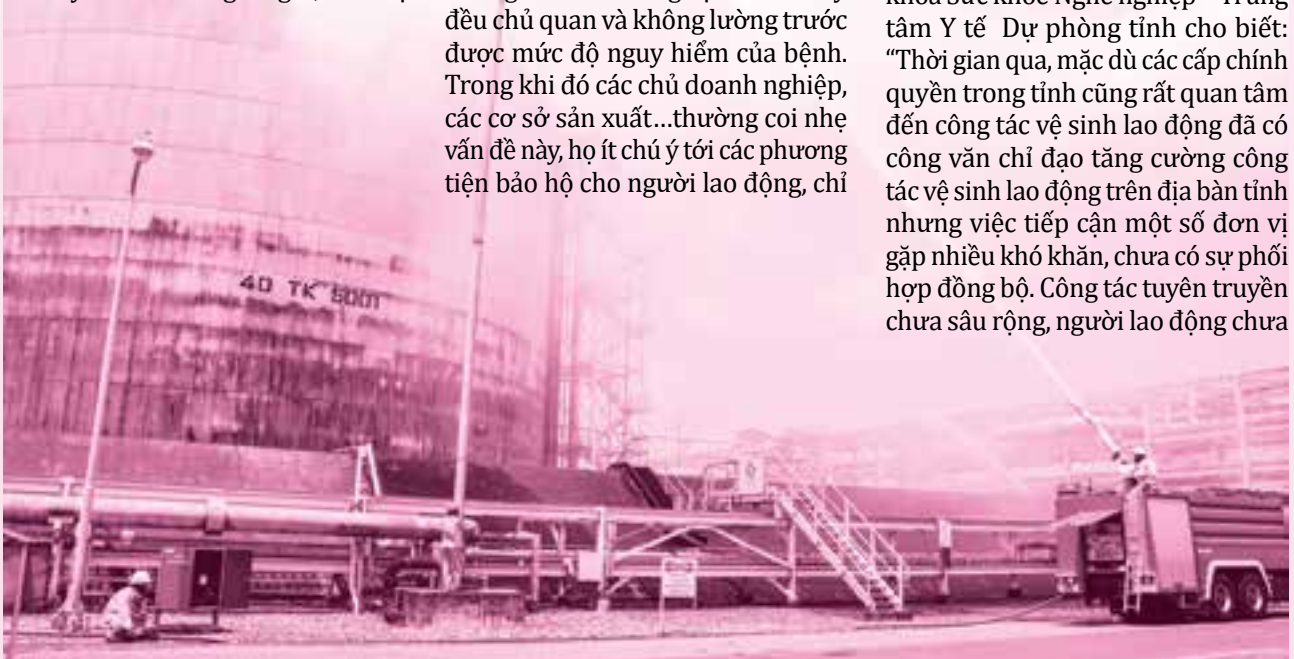 đều chủ quan và không lường trước
được mức độ nguy hiểm của bệnh.
Trong khi đó các chủ doanh nghiệp,
các cơ sở sản xuất…thường coi nhẹ
vấn đề này, họ ít chú ý tới các phương
tiện bảo hộ cho người lao động, chỉ
tâm Y tế Dự phòng tỉnh cho biết:
“Thời gian qua, mặc dù các cấp chính
quyền trong tỉnh cũng rất quan tâm
đến công tác vệ sinh lao động đã có
công văn chỉ đạo tăng cường công
tác vệ sinh lao động trên địa bàn tỉnh
nhưng việc tiếp cận một số đơn vị
gặp nhiều khó khăn, chưa có sự phối
hợp đồng bộ. Công tác tuyên truyền
chưa sâu rộng, người lao động chưa
40 TK 5001